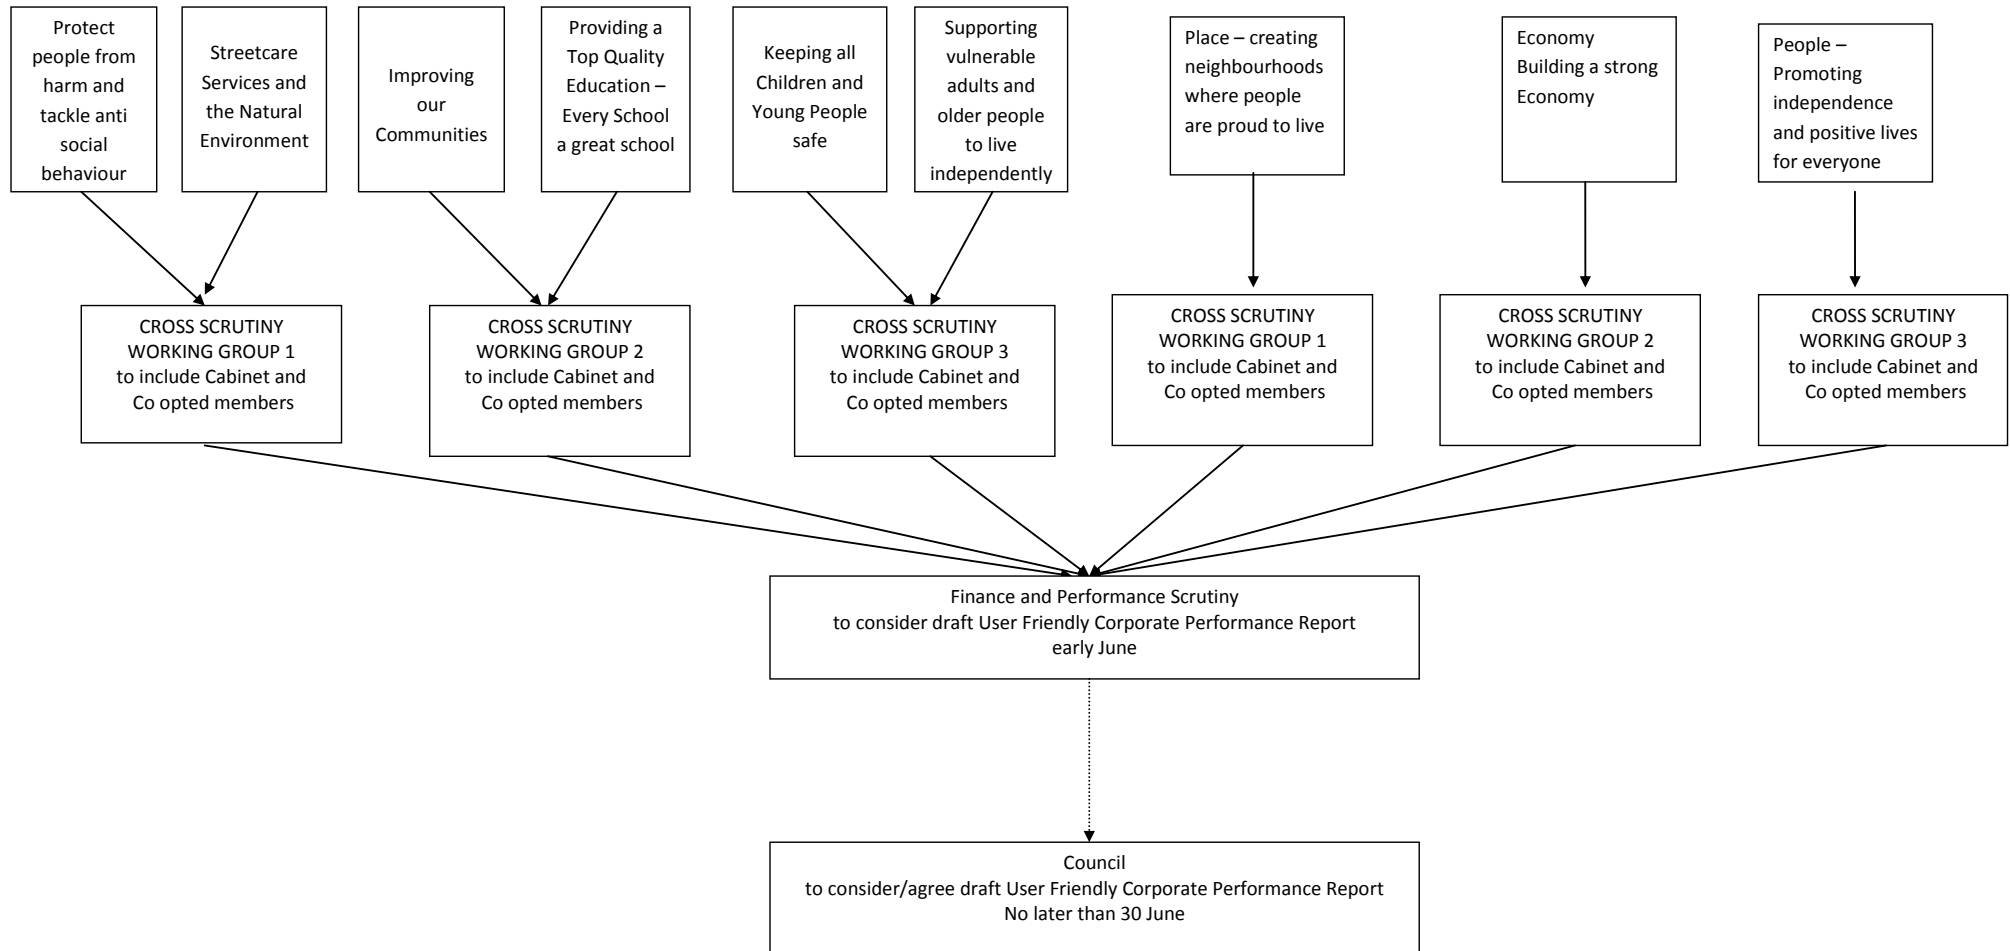 Protect
people from
harm and
tackle anti
social
behaviour
Streetcare
Services and
the Natural
Environment
Improving
our
Communities
Providing a
Top Quality
Education –
Every School
a great school
Keeping all
Children and
Young People
safe
Supporting
vulnerable
adults and
older people
to live
independently
Place – creating
neighbourhoods
where people
are proud to live
Economy
Building a strong
Economy
People –
Promoting
independence
and positive lives
for everyone
CROSS SCRUTINY
WORKING GROUP 1
to include Cabinet and
Co opted members
CROSS SCRUTINY
WORKING GROUP 2
to include Cabinet and
Co opted members
CROSS SCRUTINY
WORKING GROUP 3
to include Cabinet and
Co opted members
CROSS SCRUTINY
WORKING GROUP 1
to include Cabinet and
Co opted members
CROSS SCRUTINY
WORKING GROUP 2
to include Cabinet and
Co opted members
CROSS SCRUTINY
WORKING GROUP 3
to include Cabinet and
Co opted members
Finance and Performance Scrutiny
to consider draft User Friendly Corporate Performance Report
early June
Council
to consider/agree draft User Friendly Corporate Performance Report
No later than 30 June